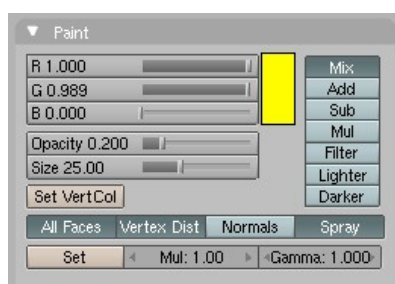 Paint
R 1.000
Mix
G 0.989
Add
B 0.000
Sub
Mul
Opacity 0.200
Filter
Size 25.00
Lighter
Set VertCol
Darker
All Faces Vertex Dist Normals Spray
Set Mul: 1.00 Gamma: 1.000